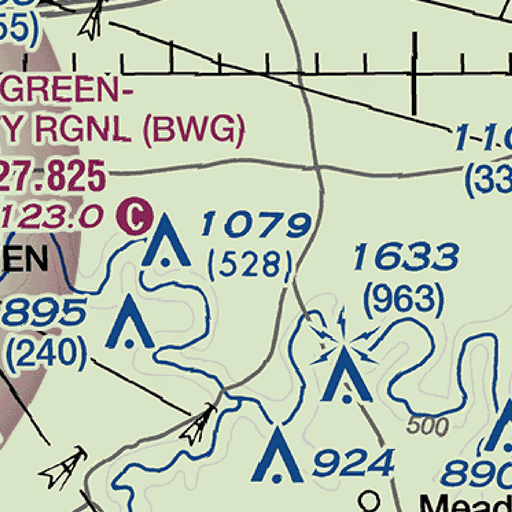 55)
GREEN-
Y RGNL (BWG)
27.825
123.0 C
1079
(528)
EN
1633
(963)
895
(240)
1-1
(33
500
924
890
Mead